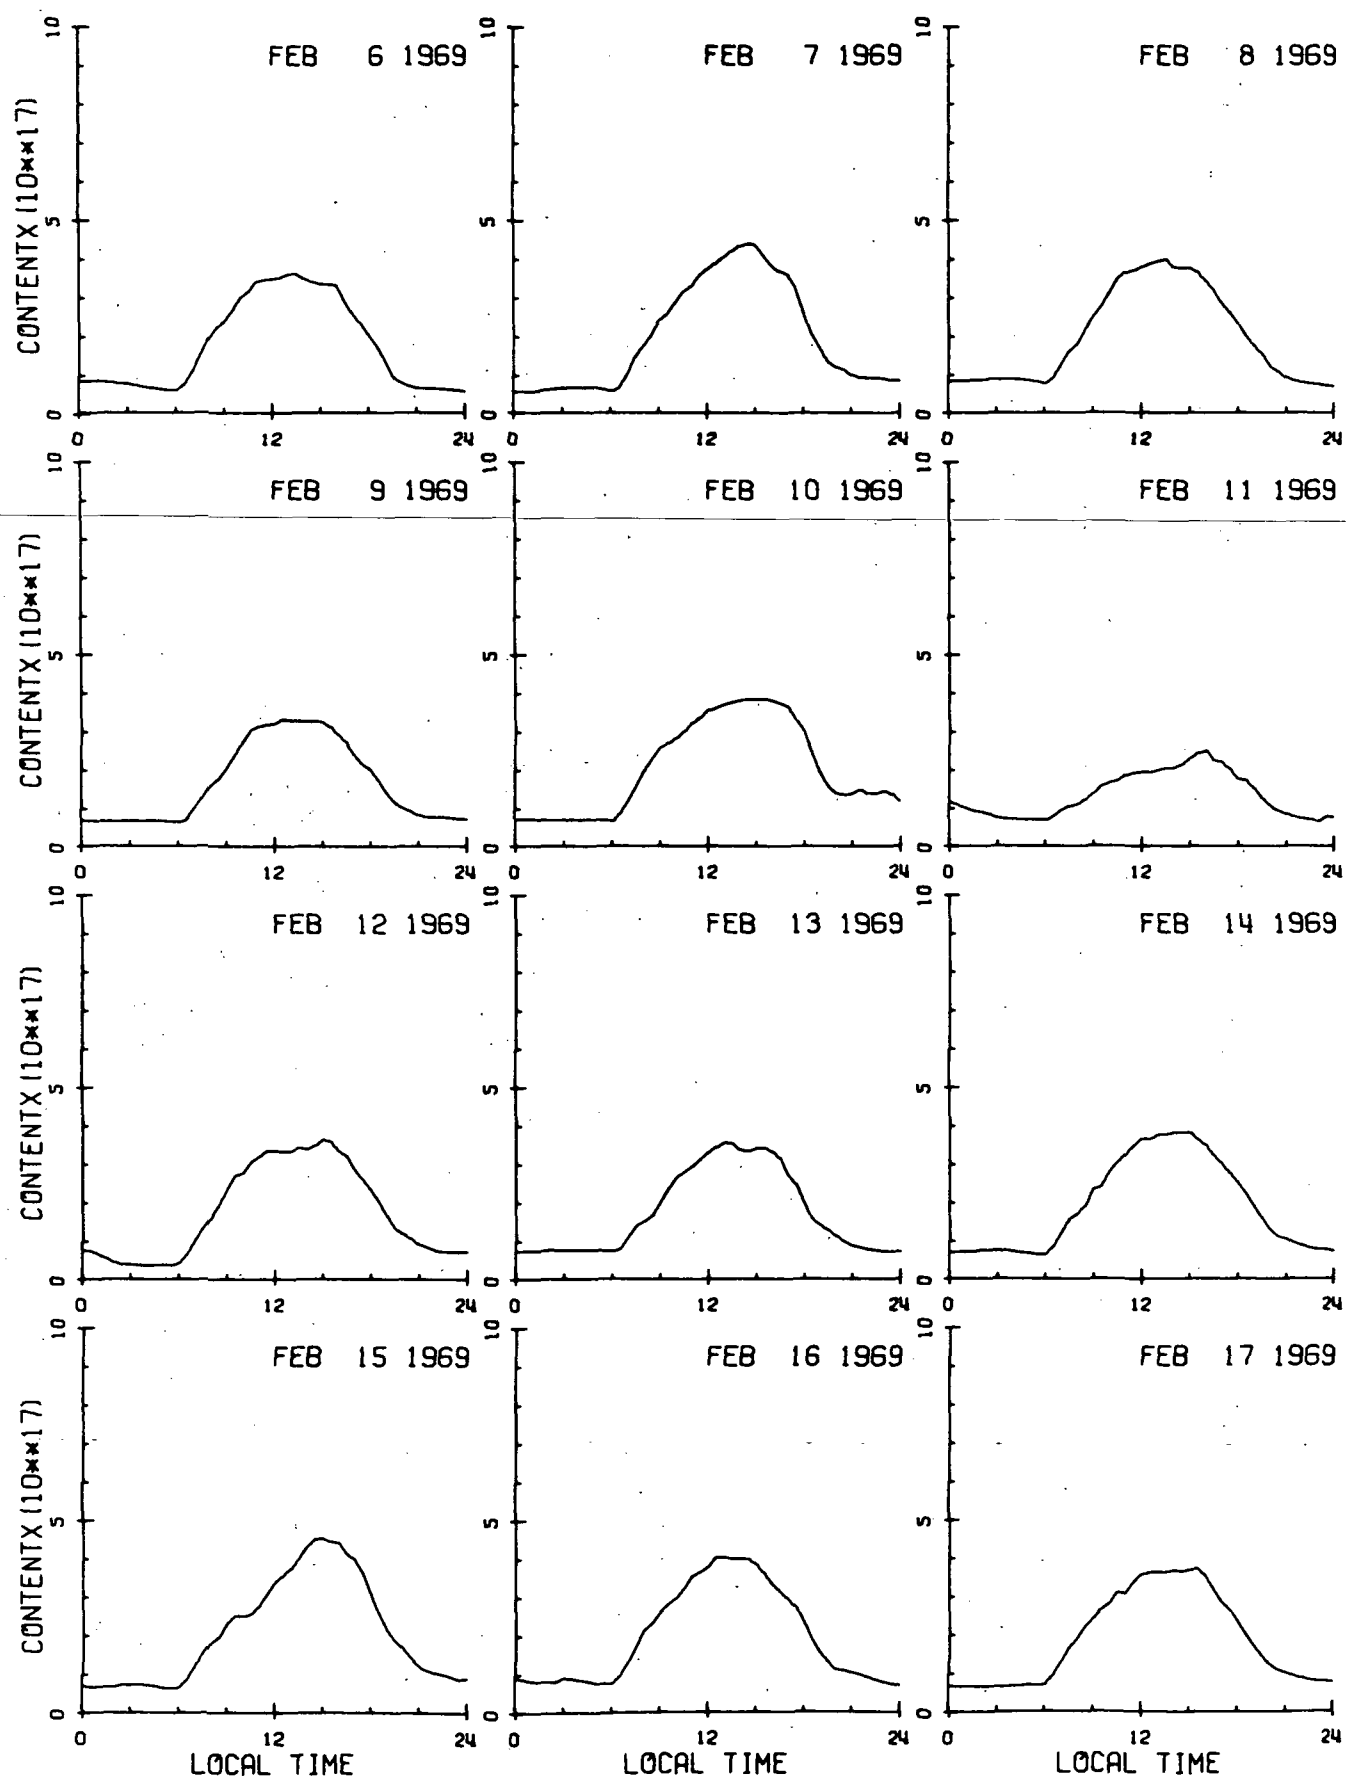 10 FEB 6 1969 10 FEB 7 1969 10 FEB 8 1969
CONTENTX (10**17)
5 5 5
0 0 0
0 12 24 0 12 24 0 12 24
10 FEB 9 1969 10 FEB 10 1969 10 FEB 11 1969
CONTENTX (10**17)
5 5 5
0 0 0
0 12 24 0 12 24 0 12 24
10 FEB 12 1969 10 FEB 13 1969 10 FEB 14 1969
CONTENTX (10**17)
5 5 5
0 0 0
0 12 24 0 12 24 0 12 24
10 FEB 15 1969 10 FEB 16 1969 10 FEB 17 1969
CONTENTX (10**17)
5 5 5
0 0 0
0 12 24 0 12 24 0 12 24
LOCAL TIME LOCAL TIME LOCAL TIME